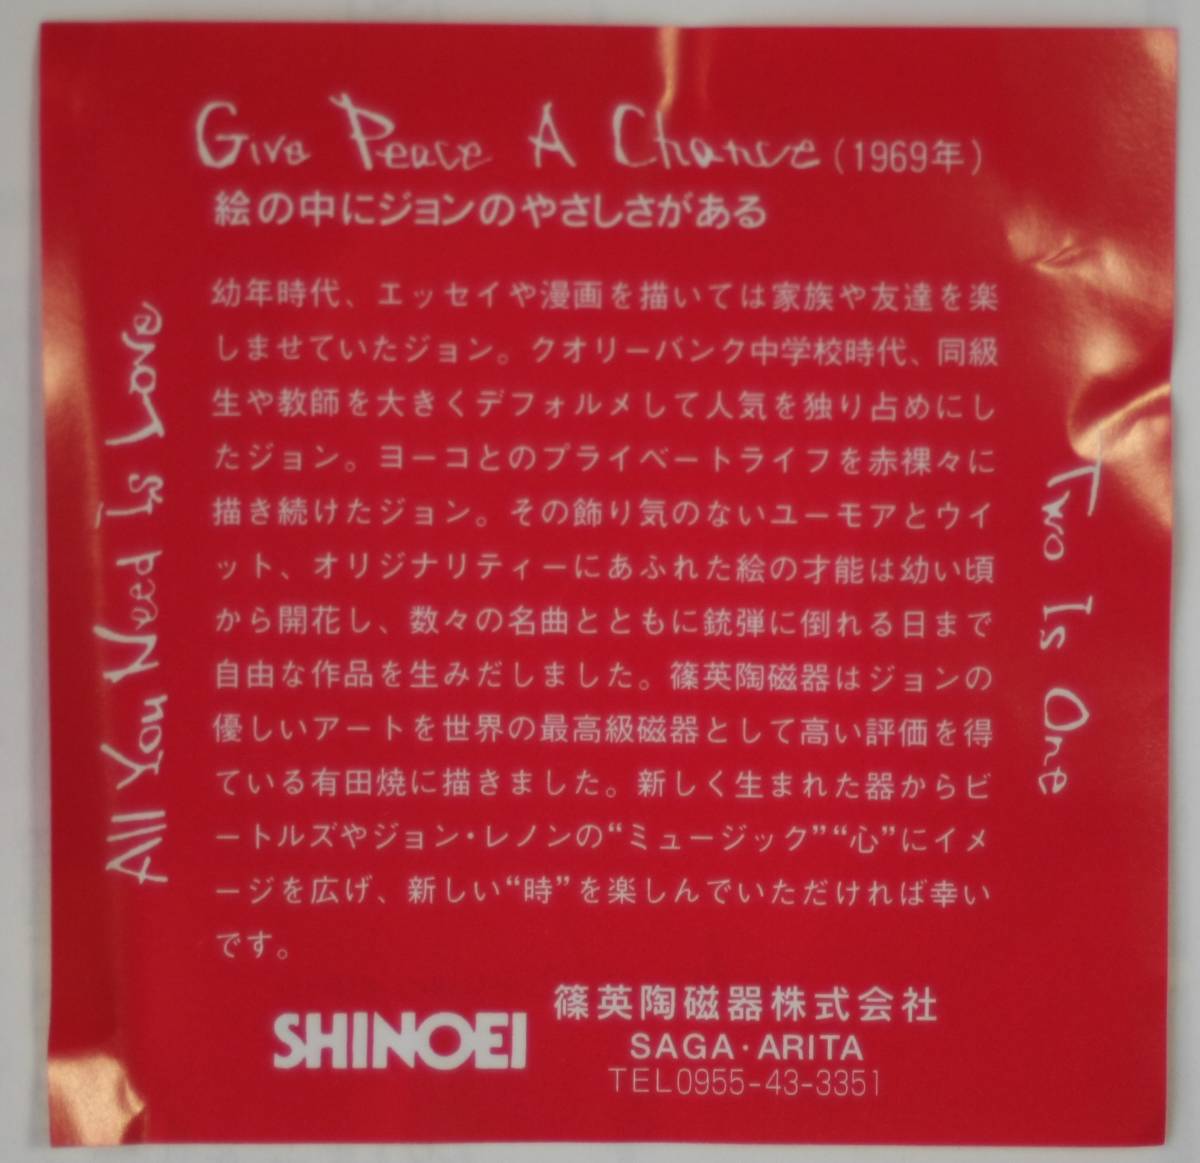 Give Peace A Chance（1969年）
絵の中にジョンのやさしさがある
幼年時代、エッセイや漫画を描いては家族や友達を楽
しませていたジョン。クオリーバンク中学校時代、同級
生や教師を大きくデフォルメして人気を独り占めにし
たジョン。ヨーコとのプライベートライフを赤裸々に
描き続けたジョン。その飾り気のないユーモアとウイ
ット、オリジナリティーにあふれた絵の才能は幼い頃
から開花し、数々の名曲とともに銃弾に倒れる日まで
自由な作品を生みだしました。篠英陶磁器はジョンの
優しいアートを世界の最高級磁器として高い評価を得
ている有田焼に描きました。新しく生まれた器からビ
ートルズやジョン・レノンの“ミュージック”“心”にイメ
ージを広げ、新しい“時”を楽しんでいただければ幸い
です。
All You Need is Love
Two Is One
SHINOEI
篠英陶磁器株式会社
SAGA・ARITA
TEL0955-43-3351